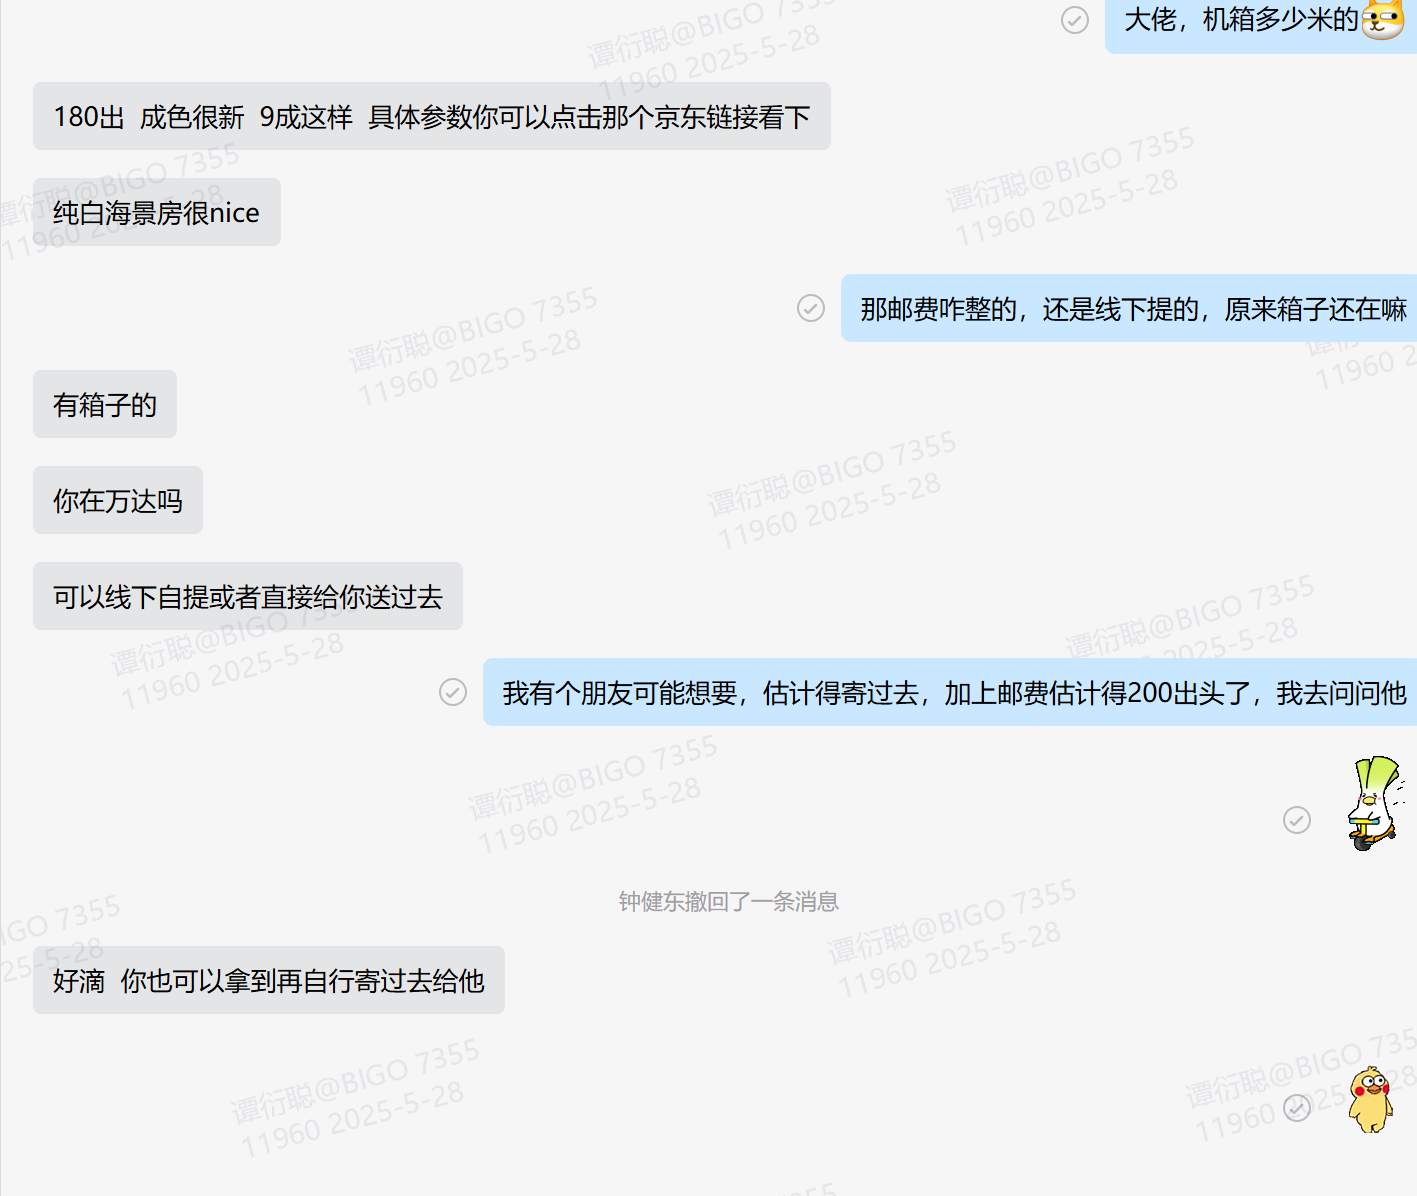 大佬，机箱多少米的
180出 成色很新 9成这样 具体参数你可以点击那个京东链接看下
纯白海景房很nice
那邮费咋整的，还是线下提的，原来箱子还在嘛
有箱子的
你在万达吗
可以线下自提或者直接给你送过去
我有个朋友可能想要，估计得寄过去，加上邮费估计得200出头了，我去问问他
钟健东撤回了一条消息
好滴 你也可以拿到再自行寄过去给他
谭衍聪@BIGO 7355
11960 2025-5-28